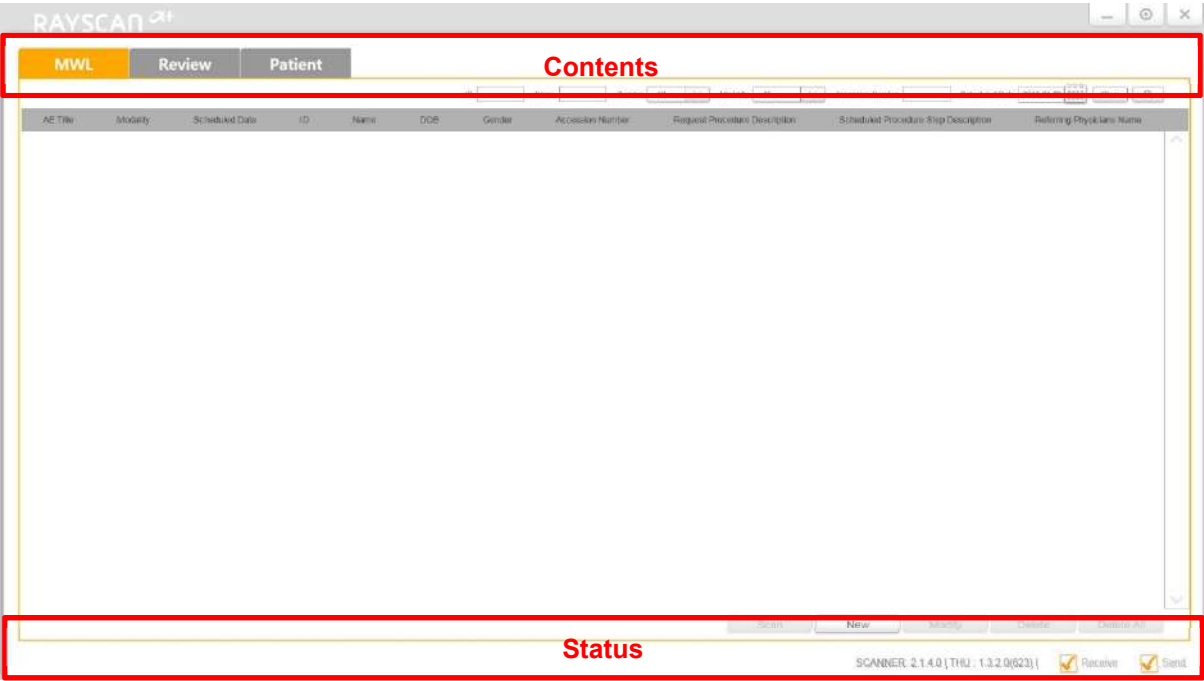 RAYSCAN α+
MWL Review Patient
Contents
AE Title Modality Scheduled Date ID Name DOB Gender Accession Number Request Procedure Description Scheduled Procedure Step Description Referring Physicians Name
Scan New Modify Delete Delete All
Status
SCANNER: 2.1.4.0 | THU : 1.3.2.0(623) | Receive Send